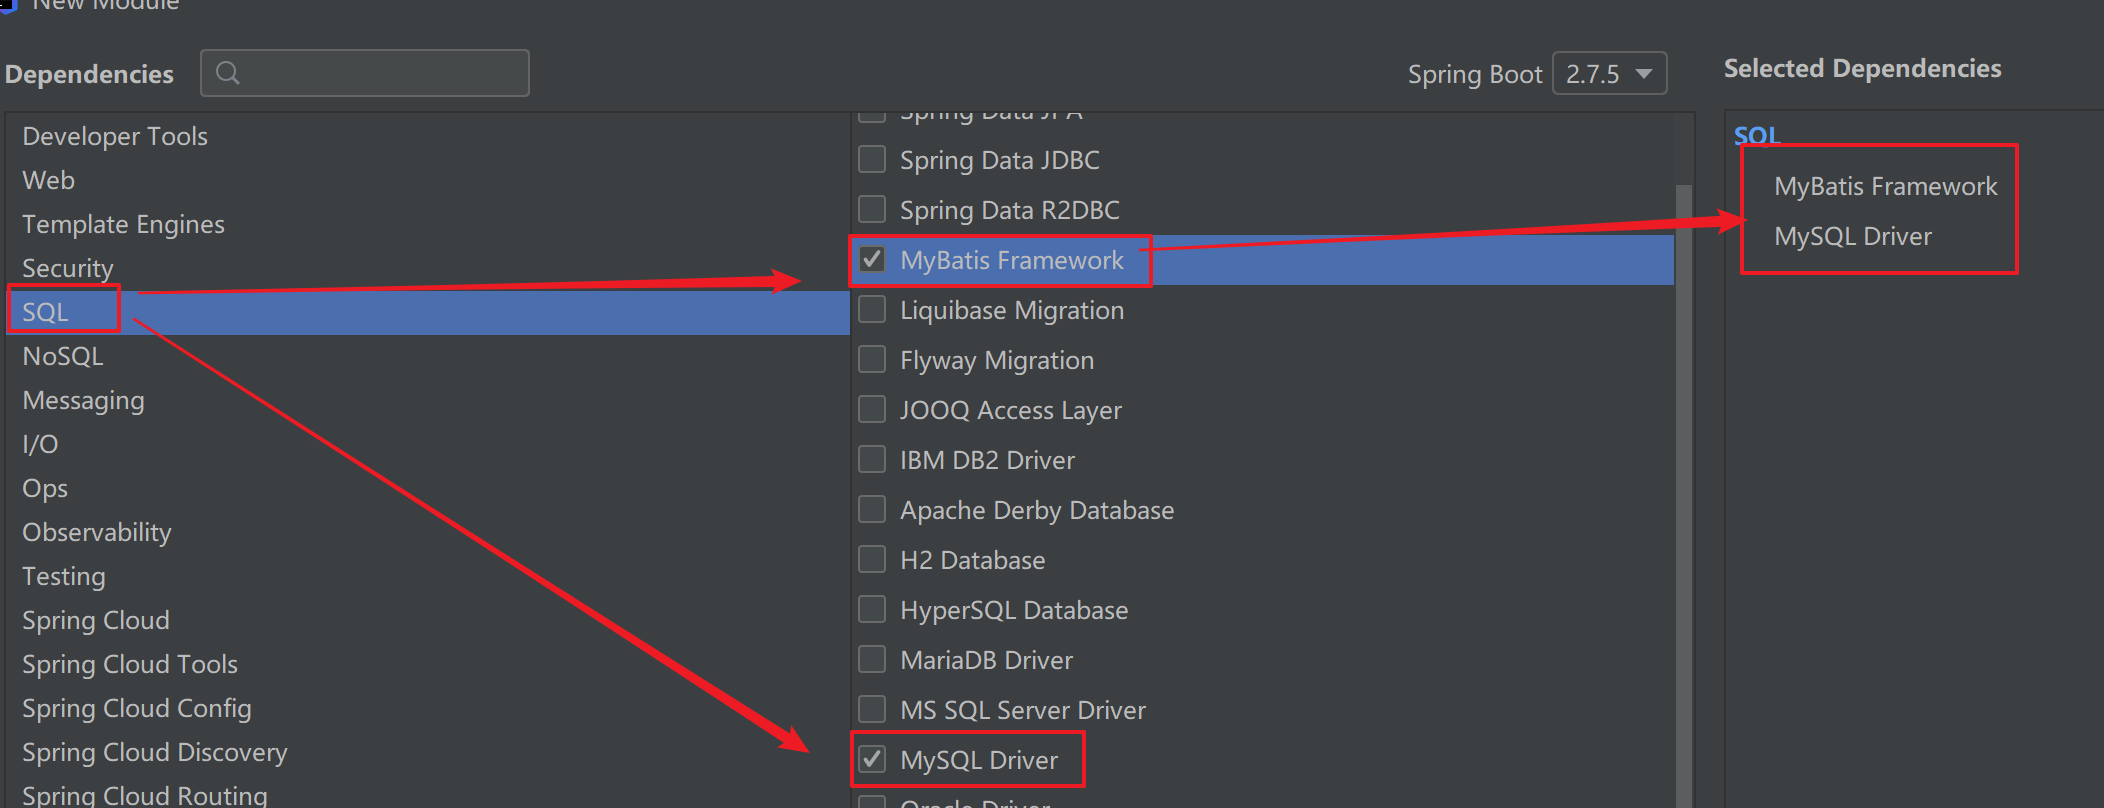 New Module
Dependencies
Spring Boot 2.7.5
Selected Dependencies
Developer Tools
Web
Template Engines
Security
SQL
NoSQL
Messaging
I/O
Ops
Observability
Testing
Spring Cloud
Spring Cloud Tools
Spring Cloud Config
Spring Cloud Discovery
Spring Cloud Routing
Spring Data JPA
Spring Data JDBC
Spring Data R2DBC
MyBatis Framework
Liquibase Migration
Flyway Migration
JOOQ Access Layer
IBM DB2 Driver
Apache Derby Database
H2 Database
HyperSQL Database
MariaDB Driver
MS SQL Server Driver
MySQL Driver
Oracle Driver
SQL
MyBatis Framework
MySQL Driver